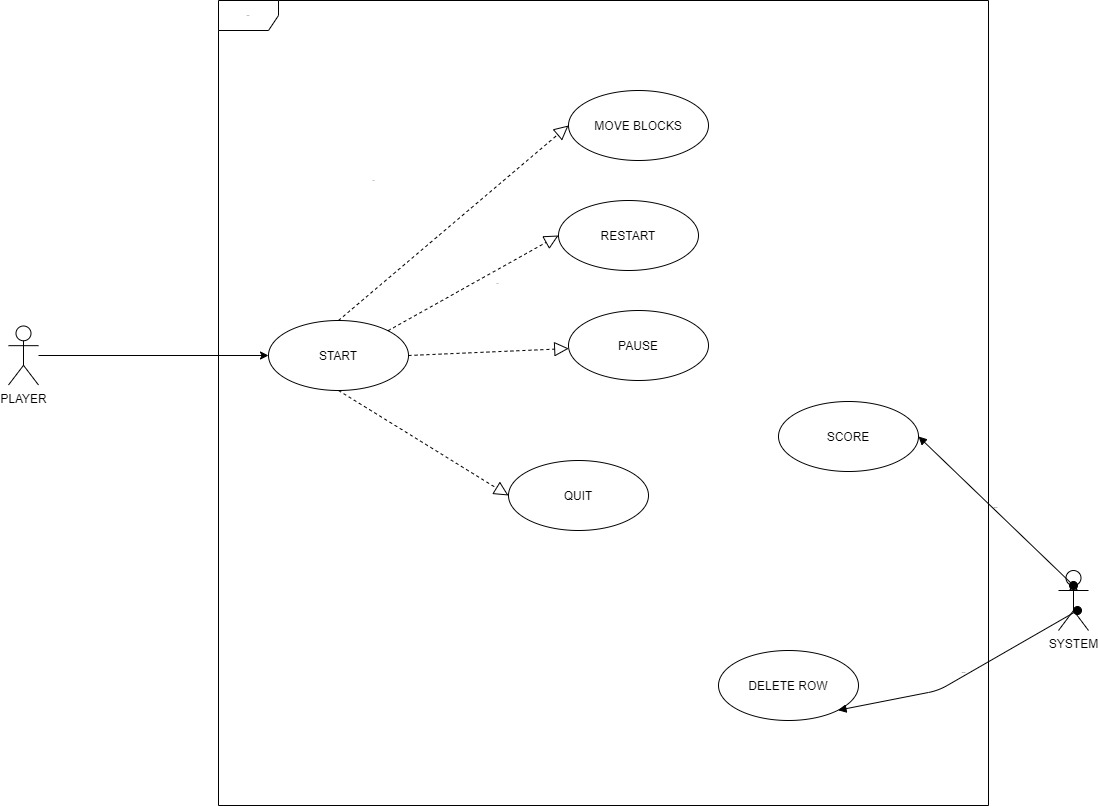 MOVE BLOCKS
RESTART
START
PAUSE
PLAYER
SCORE
QUIT
SYSTEM
DELETE ROW